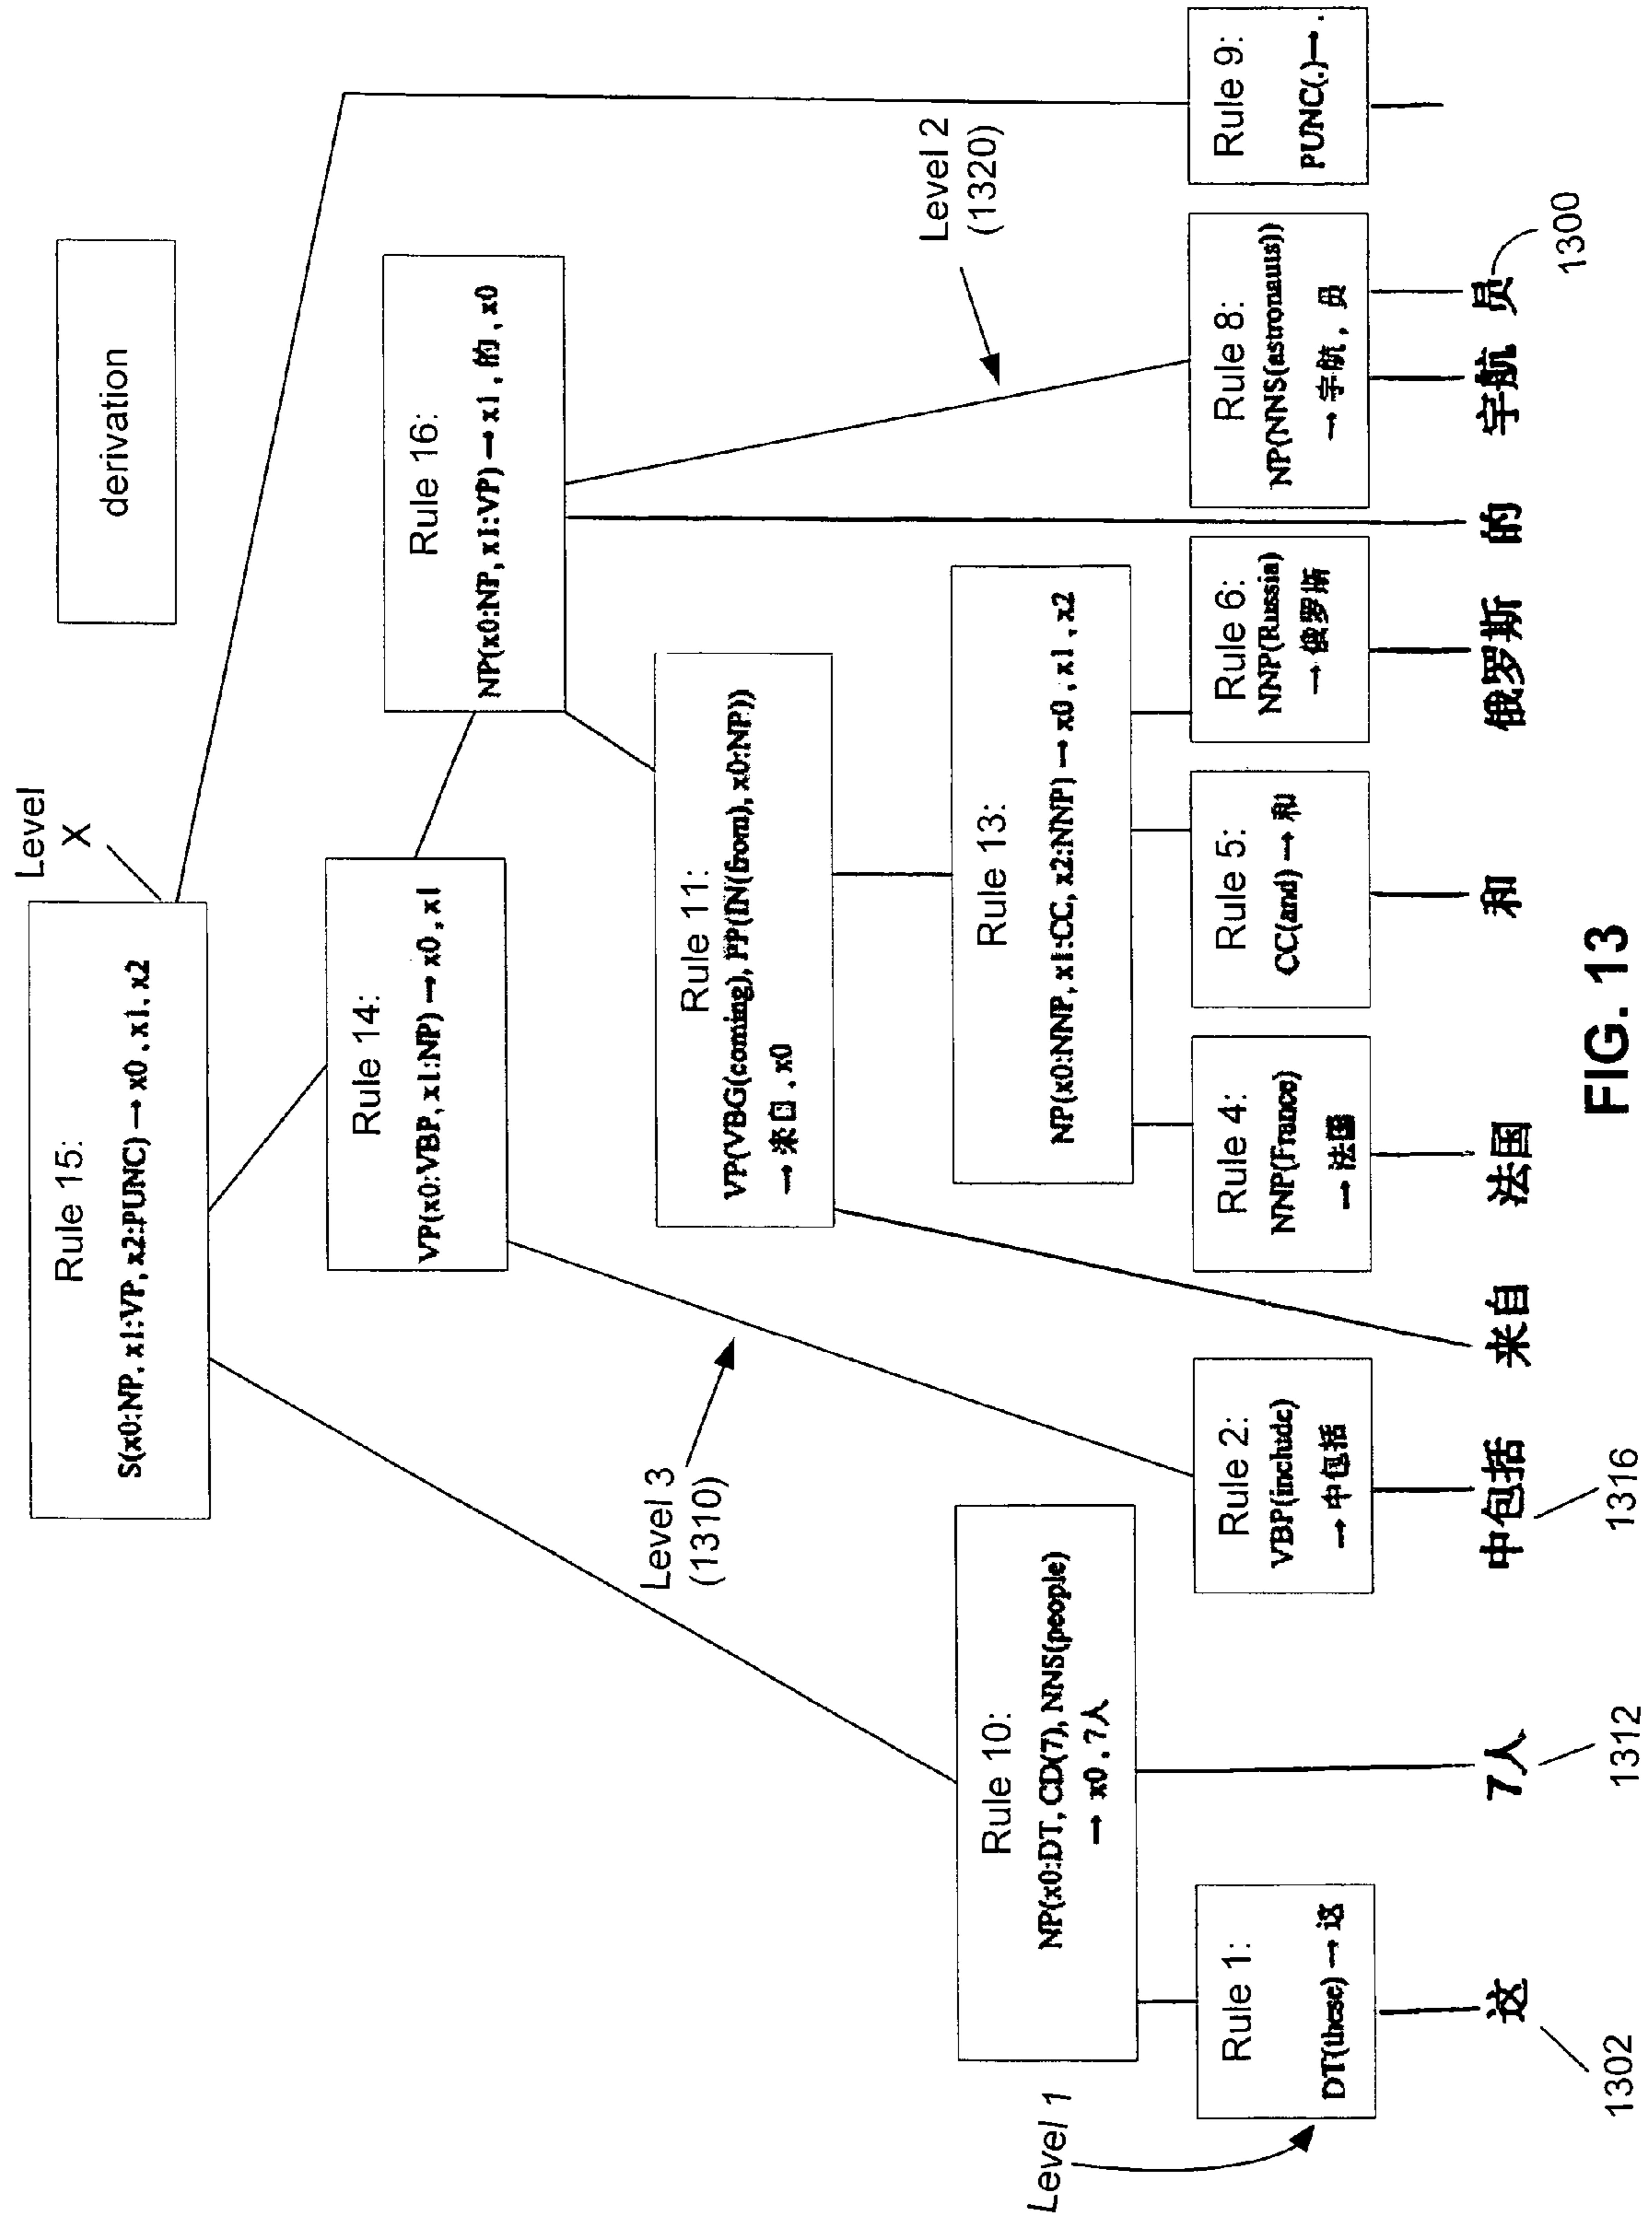 derivation
Level
X
Rule 15:
S(x0:NP, x1:VP, x2:PUNC) → x0 , x1, x2
Rule 14:
VP(x0:VBP, x1:NP) → x0 , x1
Rule 16:
NP(x0:NP, x1:VP) → x1 , 的 , x0
Level 3
(1310)
Rule 11:
VP(VBG(coming), PP(IN(from), x0:NP))
→ 来自 , x0
Level 2
(1320)
Rule 10:
NP(x0:DT, CD(7), NNS(people)
→ x0 , 7人
Rule 13:
NP(x0:NNP, x1:CC, x2:NNP) → x0 , x1 , x2
Level 1
Rule 1:
DT(these) → 这
Rule 2:
VBP(include)
→ 中包括
Rule 4:
NNP(France)
→ 法国
Rule 5:
CC(and) → 和
Rule 6:
NNP(Russia)
→ 俄罗斯
Rule 8:
NP(NNS(astronauts))
→ 宇航 , 员
Rule 9:
PUNC(.) → .
这 7人 中包括 来自 法国 和 俄罗斯 的 宇航 员
1302 1312 1316 1300
FIG. 13